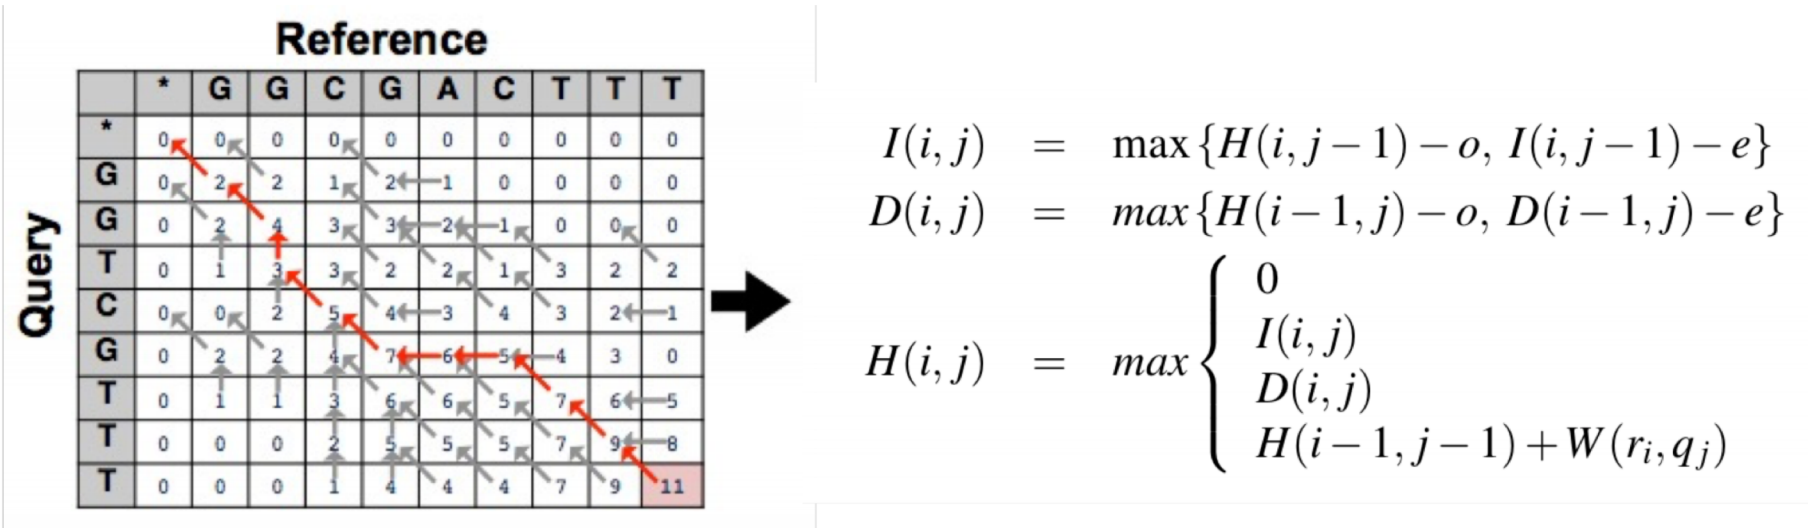 Reference
Query
* G G C G A C T T T
* 0 0 0 0 0 0 0 0 0 0
G 0 2 2 1 2 1 0 0 0 0
G 0 2 4 3 3 2 1 0 0 0
T 0 1 3 3 2 2 1 3 2 2
C 0 0 2 5 4 3 4 3 2 1
G 0 2 2 4 7 6 5 4 3 0
T 0 1 1 3 6 6 5 7 6 5
T 0 0 0 2 5 5 5 7 9 8
T 0 0 0 1 4 4 4 7 9 11
I(i, j) = max {H(i, j − 1) − o, I(i, j − 1) − e}
D(i, j) = max{H(i − 1, j) − o, D(i − 1, j) − e}
H(i, j) = max {
0
I(i, j)
D(i, j)
H(i − 1, j − 1) + W(r_i, q_j)